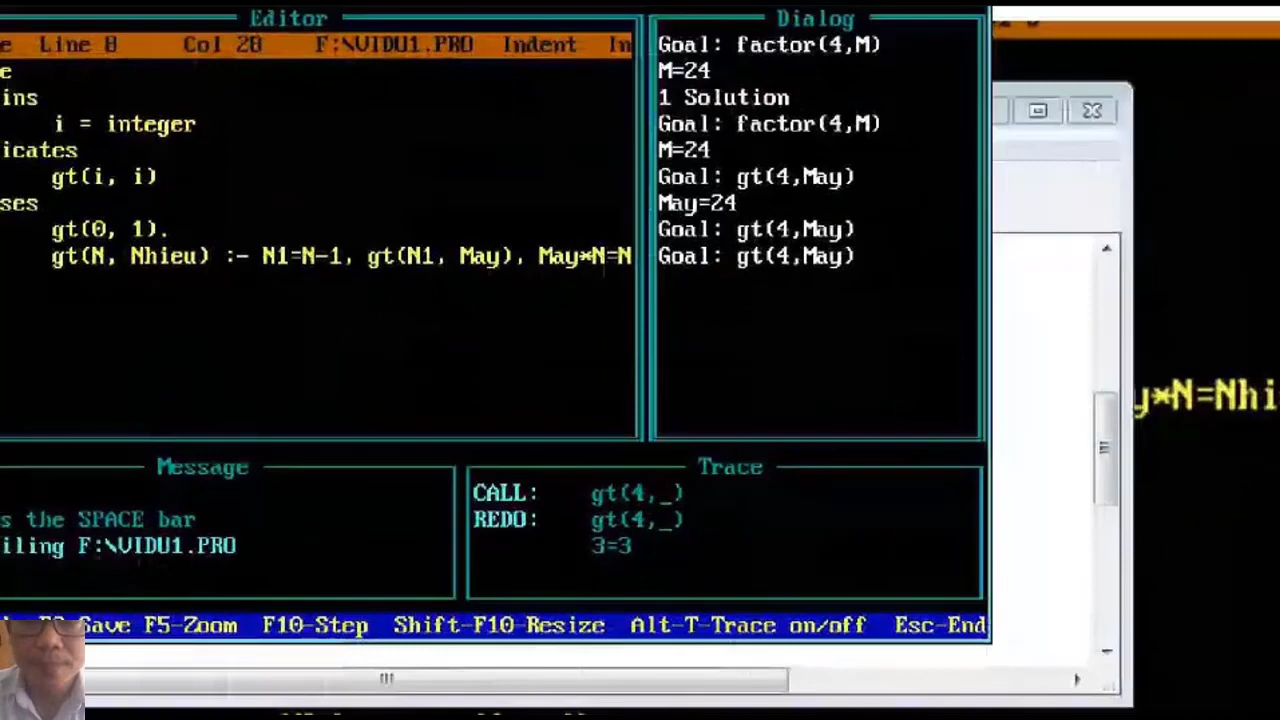 Editor
e Line 8 Col 28 F:\VIDU1.PRO Indent In
e
ins
i = integer
icates
gt(i, i)
ses
gt(0, 1).
gt(N, Nhieu) :- N1=N-1, gt(N1, May), May*N=N
Dialog
Goal: factor(4,M)
M=24
1 Solution
Goal: factor(4,M)
M=24
Goal: gt(4,May)
May=24
Goal: gt(4,May)
Goal: gt(4,May)
y*N=Nhi
Message
s the SPACE bar
iling F:\VIDU1.PRO
Trace
CALL: gt(4,_)
REDO: gt(4,_)
3=3
Save F5-Zoom F10-Step Shift-F10-Resize Alt-T-Trace on/off Esc-End